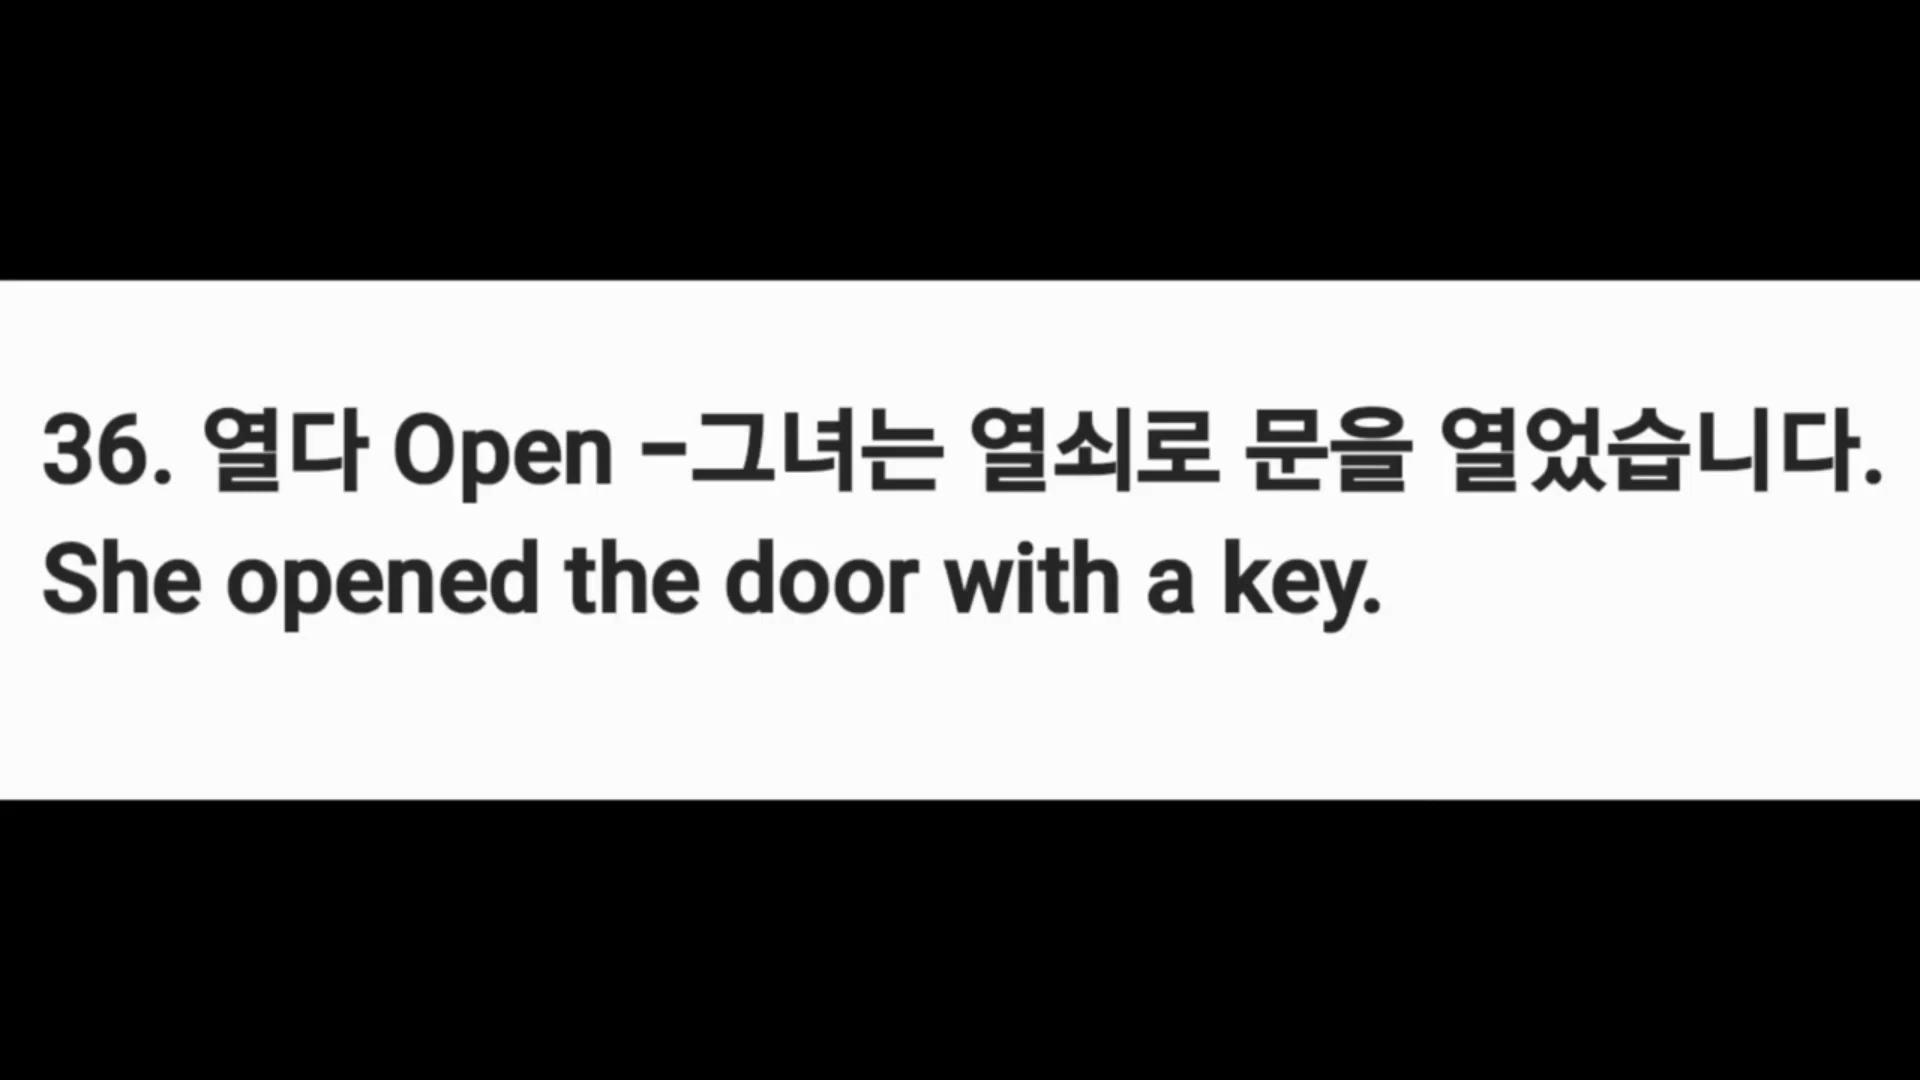 36. 열다 Open -그녀는 열쇠로 문을 열었습니다.
She opened the door with a key.